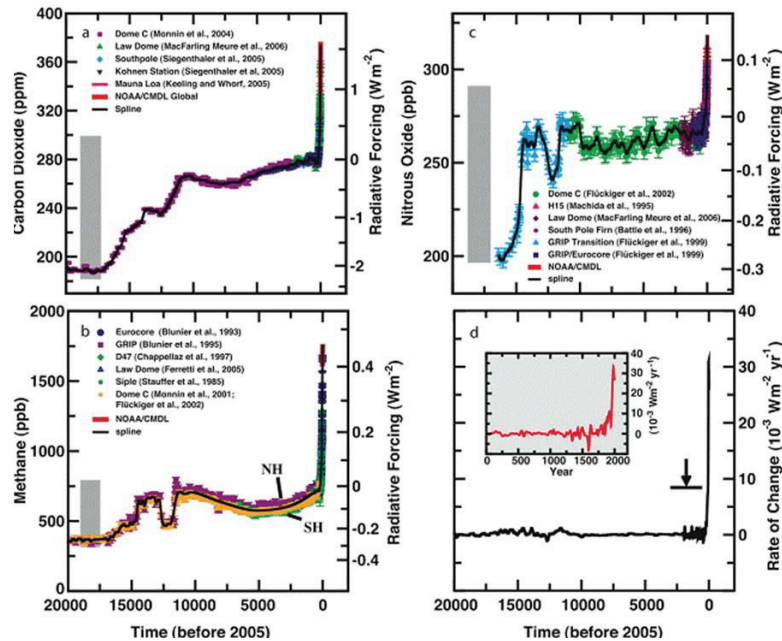 a
Dome C (Monnin et al., 2004)
Law Dome (MacFarling Meure et al., 2006)
Southpole (Siegenthaler et al., 2005)
Kohnen Station (Siegenthaler et al, 2005)
Mauna Loa (Keeling and Whorf, 2005)
NOAA/CMDL Global
Spline
Carbon Dioxide (ppm)
400
360
320
280
240
200
180
Radiative Forcing (Wm-2)
1
0
-1
-2
b
Eurocore (Blunier et al., 1993)
GRIP (Blunier et al., 1995)
D47 (Chappellaz et al., 1997)
Law Dome (Ferretti et al., 2005)
Siple (Stauffer et al., 1985)
Dome C (Monnin et al., 2001;
Flückiger et al., 2002)
NOAA/CMDL
spline
NH
SH
Methane (ppb)
2000
1750
1500
1000
750
500
0
Radiative Forcing (Wm-2)
0.4
0.2
0
-0.2
-0.4
20000 15000 10000 5000 0
Time (before 2005)
c
Dome C (Flückiger et al., 2002)
H15 (Machida et al., 1995)
Law Dome (MacFarling Meure et al., 2006)
South Pole Firn (Battle et al., 1996)
GRIP Transition (Flückiger et al., 1999)
GRIP/Eurocore (Flückiger et al., 1999)
NOAA/CMDL
spline
Nitrous Oxide (ppb)
300
260
200
Radiative Forcing (Wm-2)
0.1
0
-0.1
-0.2
-0.3
d
40
30
20
10
0
(10-3 Wm-2 yr-1)
0 500 1000 1500 2000
Year
Rate of Change (10-3 Wm-2 yr-1)
40
30
20
10
0
20000 15000 10000 5000 0
Time (before 2005)